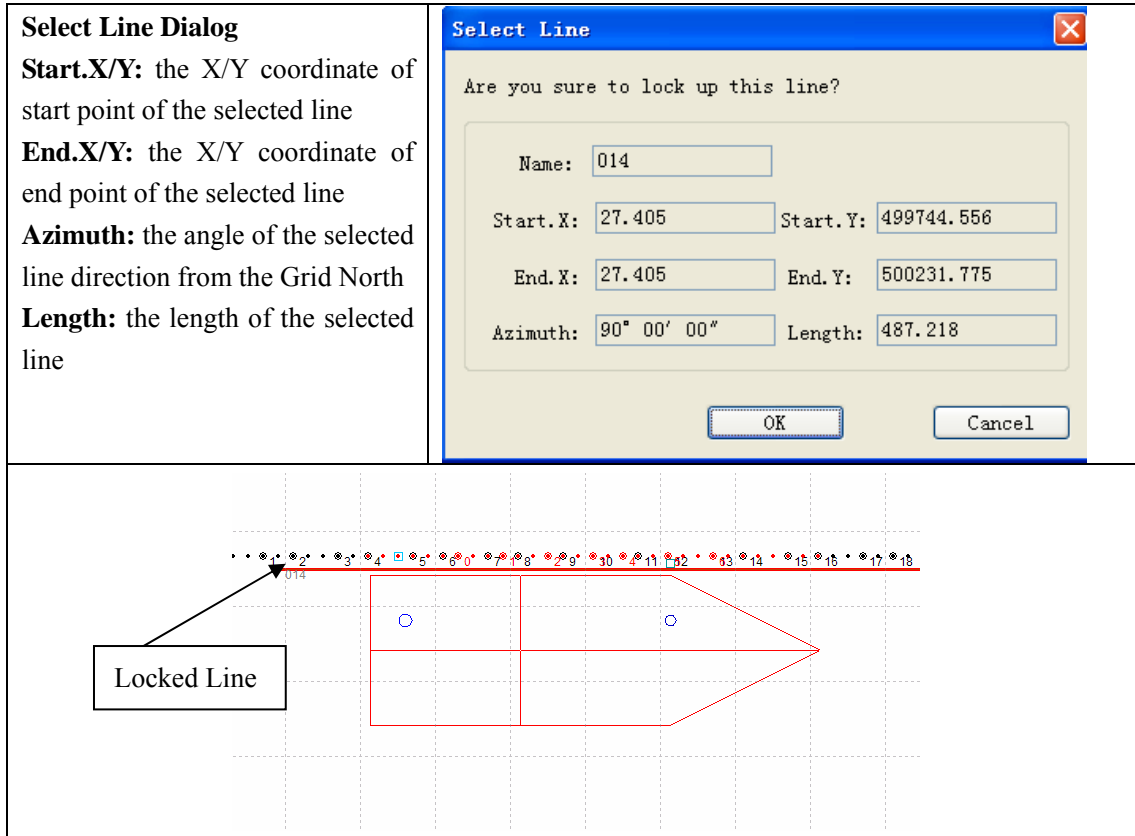 Select Line Dialog
Start.X/Y: the X/Y coordinate of
start point of the selected line
End.X/Y: the X/Y coordinate of
end point of the selected line
Azimuth: the angle of the selected
line direction from the Grid North
Length: the length of the selected
line
Select Line
Are you sure to lock up this line?
Name: 014
Start.X: 27.405 Start.Y: 499744.556
End.X: 27.405 End.Y: 500231.775
Azimuth: 90° 00′ 00″ Length: 487.218
OK Cancel
1 2 3 4 5 6 0 7 1 8 2 9 4 11 14 15 16 17 18
014
Locked Line